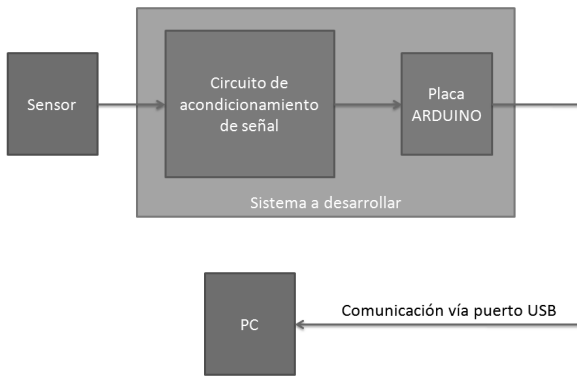 Sensor
Circuito de
acondicionamiento
de señal
Placa
ARDUINO
Sistema a desarrollar
PC
Comunicación vía puerto USB